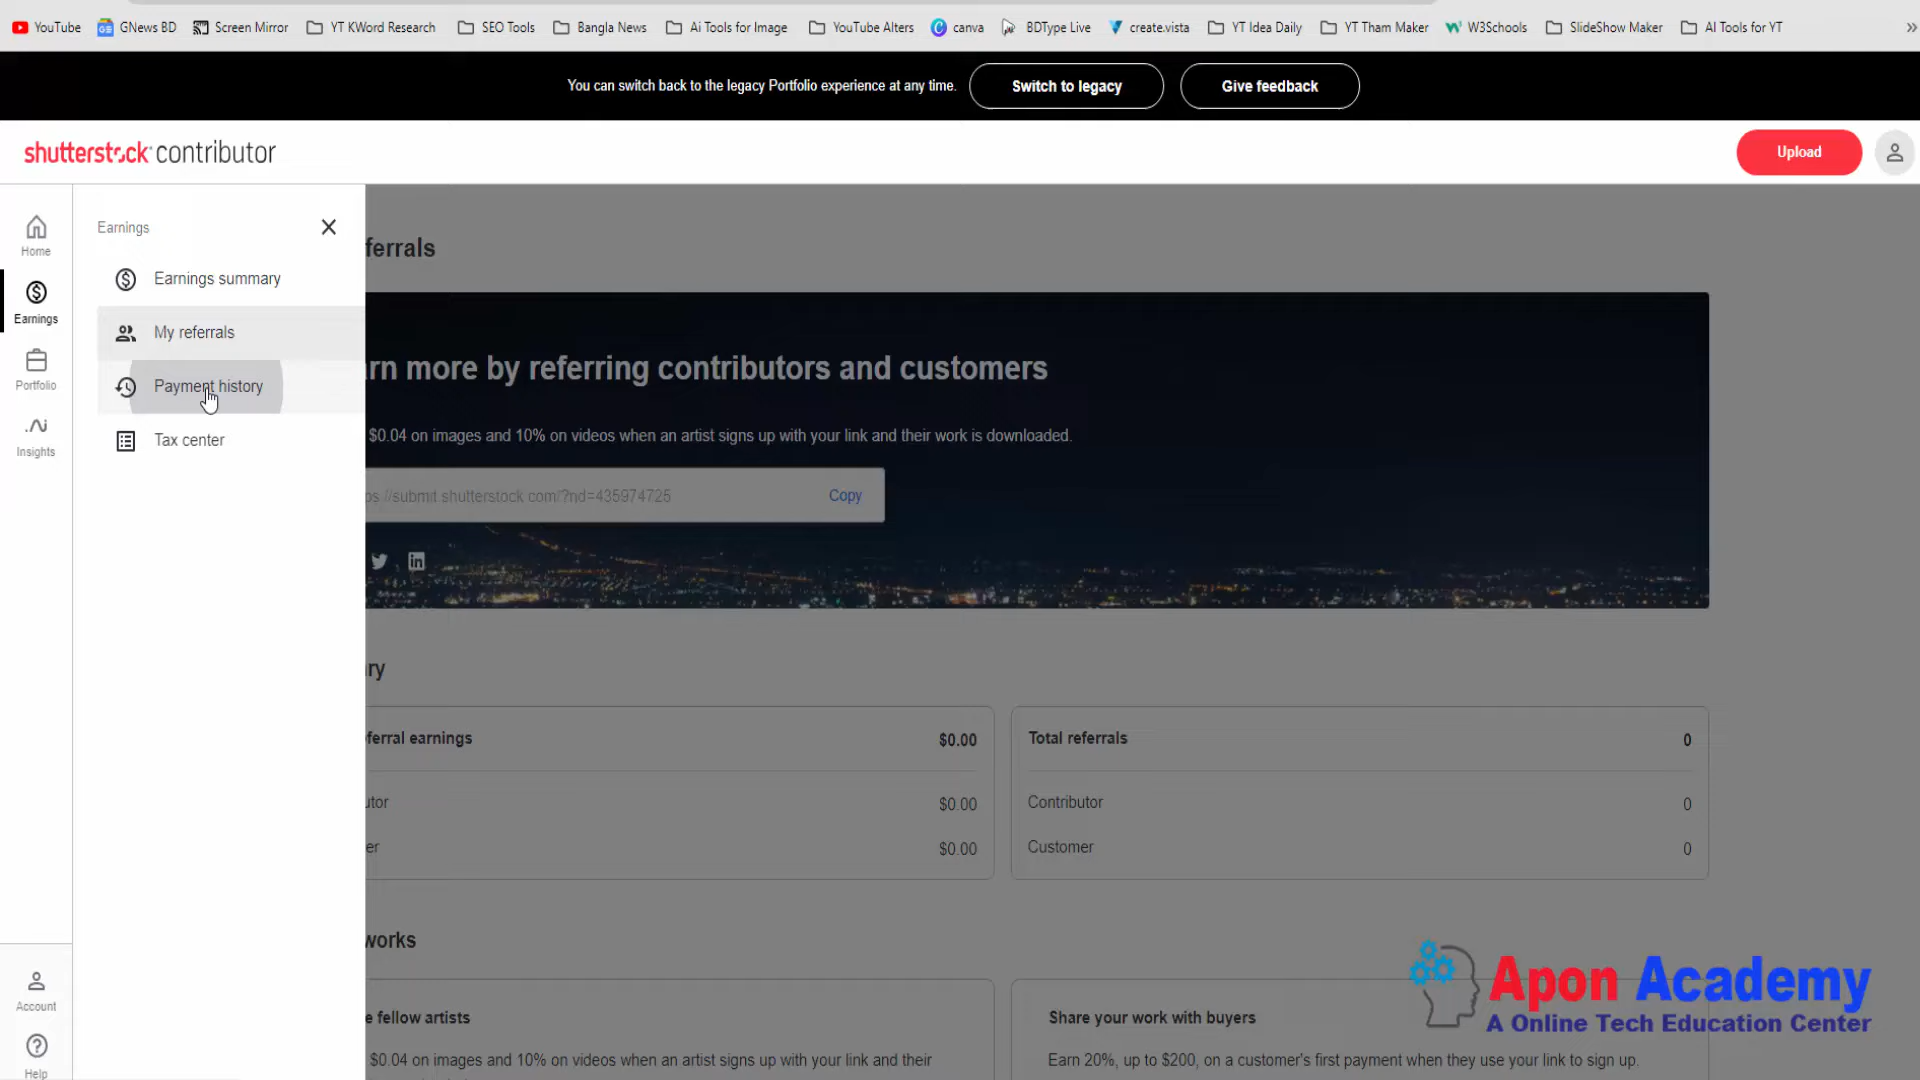 YouTube GNews BD Screen Mirror YT KWord Research SEO Tools Bangla News Ai Tools for Image YouTube Alters canva BDType Live create.vista YT Idea Daily YT Tham Maker W3Schools SlideShow Maker AI Tools for YT »
You can switch back to the legacy Portfolio experience at any time. Switch to legacy Give feedback
shutterstock contributor Upload
Home
Earnings
Portfolio
Insights
Account
Help
Earnings
Earnings summary
My referrals
Payment history
Tax center
ferrals
rn more by referring contributors and customers
$0.04 on images and 10% on videos when an artist signs up with your link and their work is downloaded.
ps://submit.shutterstock.com/?rid=435974725 Copy
ry
ferral earnings $0.00
utor $0.00
er $0.00
Total referrals 0
Contributor 0
Customer 0
works
e fellow artists
$0.04 on images and 10% on videos when an artist signs up with your link and their
Share your work with buyers
Earn 20%, up to $200, on a customer's first payment when they use your link to sign up.
Apon Academy
A Online Tech Education Center